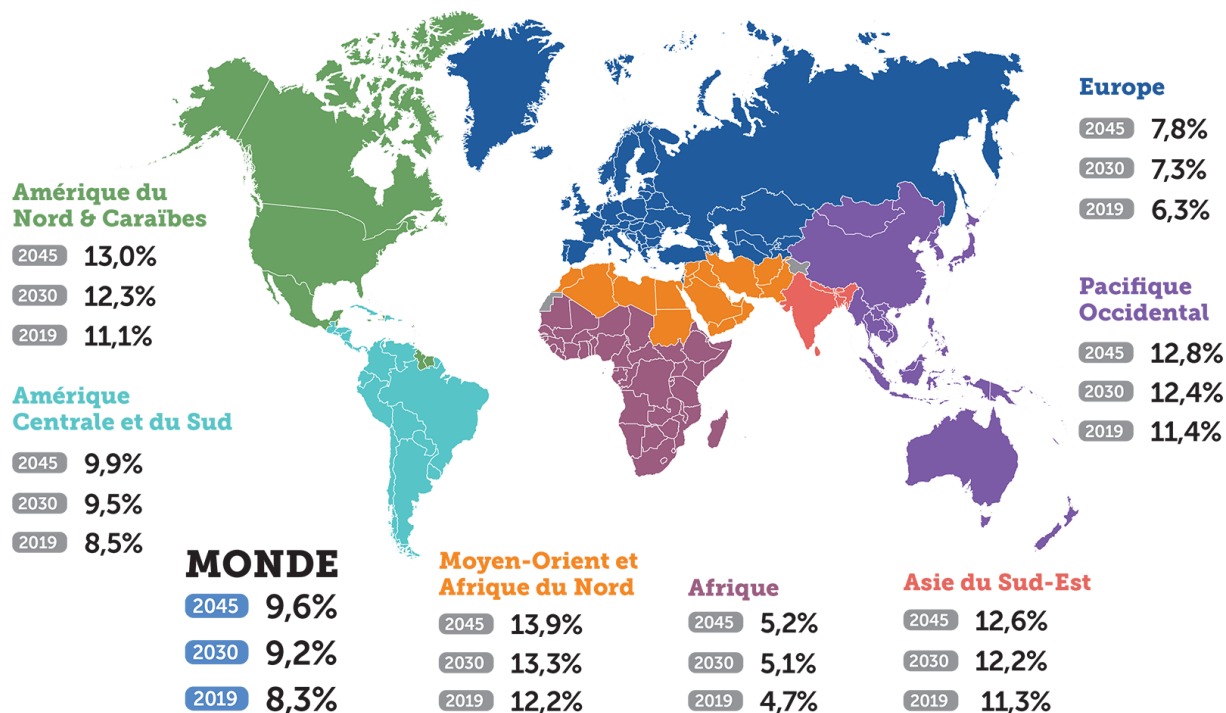 Amérique du
Nord & Caraïbes
2045 13,0%
2030 12,3%
2019 11,1%
Amérique
Centrale et du Sud
2045 9,9%
2030 9,5%
2019 8,5%
MONDE
2045 9,6%
2030 9,2%
2019 8,3%
Moyen-Orient et
Afrique du Nord
2045 13,9%
2030 13,3%
2019 12,2%
Afrique
2045 5,2%
2030 5,1%
2019 4,7%
Asie du Sud-Est
2045 12,6%
2030 12,2%
2019 11,3%
Europe
2045 7,8%
2030 7,3%
2019 6,3%
Pacifique
Occidental
2045 12,8%
2030 12,4%
2019 11,4%